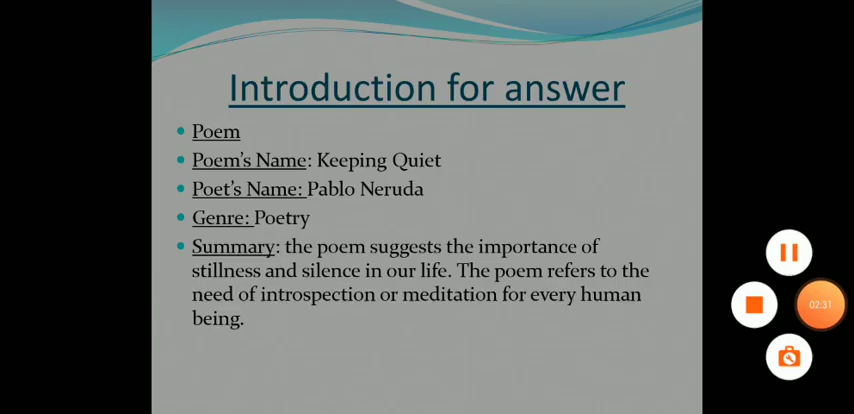 Introduction for answer
Poem
Poem's Name: Keeping Quiet
Poet's Name: Pablo Neruda
Genre: Poetry
Summary: the poem suggests the importance of
stillness and silence in our life. The poem refers to the
need of introspection or meditation for every human
being.
02:31